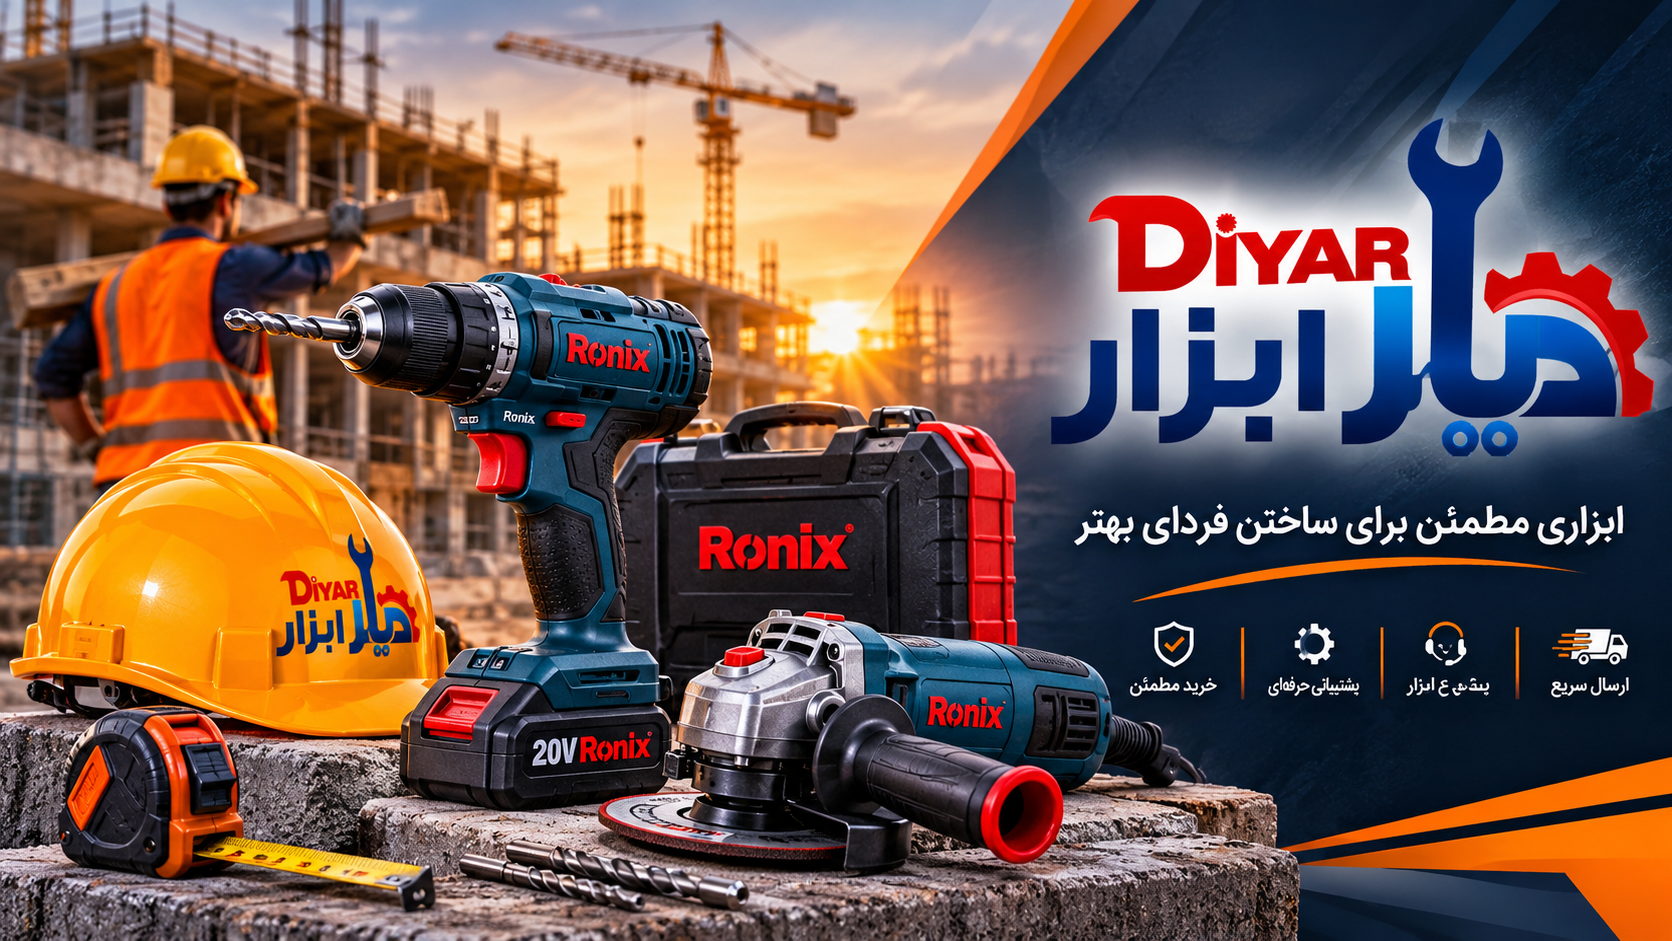 DiYAR
دیار ابزار
ابزاری مطمئن برای ساختن فردای بهتر
ارسال سریع
ابزار
پشتیبانی حرفه‌ای
خرید مطمئن
Ronix
Ronix
Ronix
20V Ronix
Ronix
DiYAR
دیار ابزار